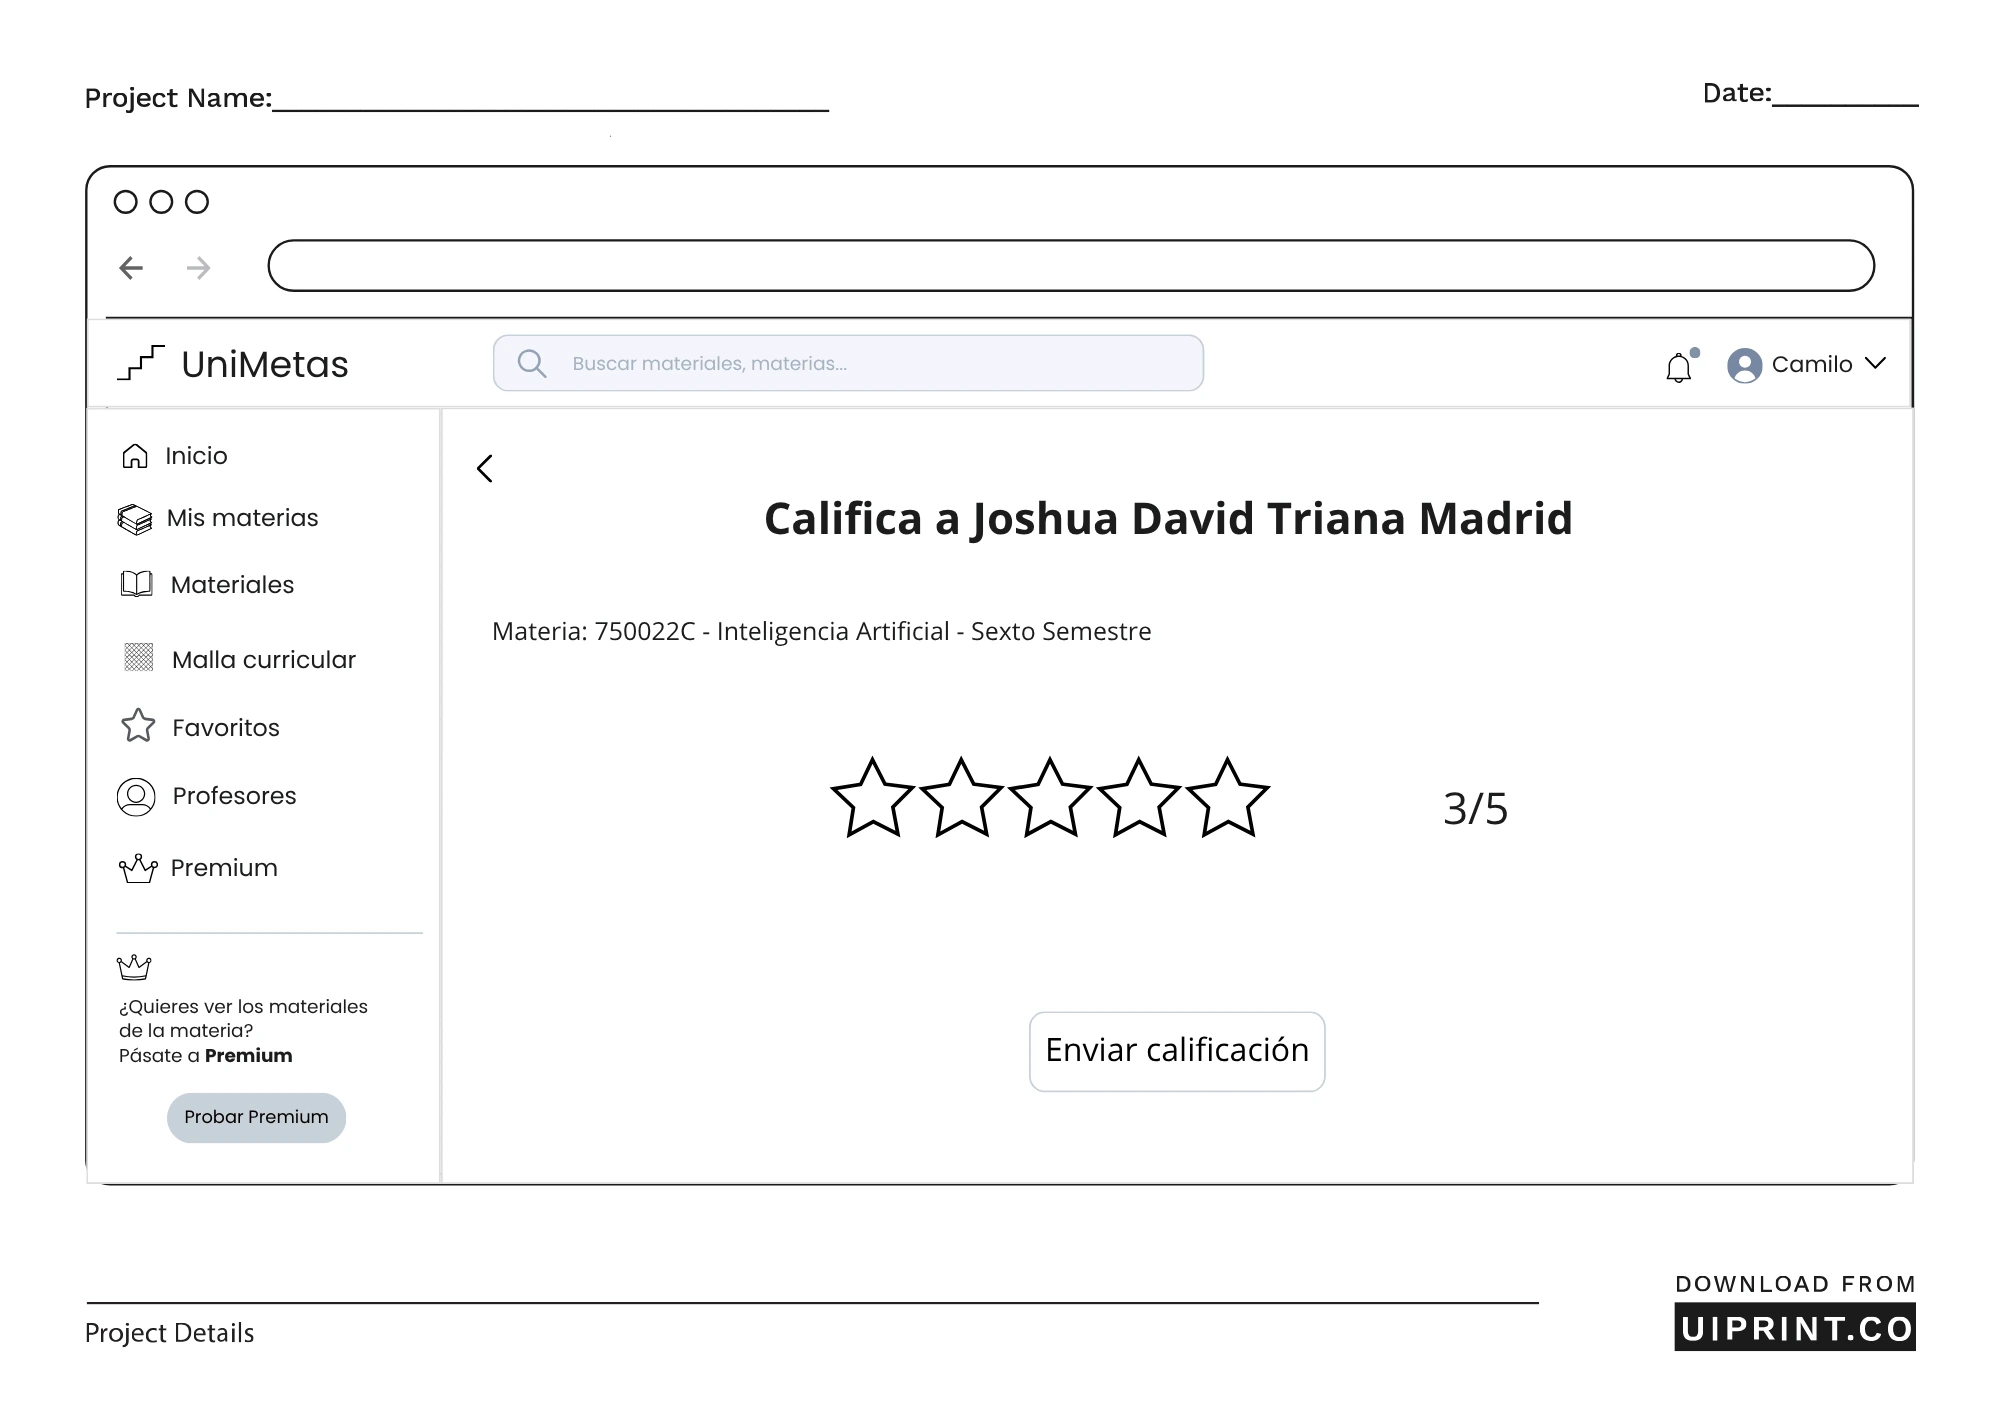 Project Name:
Date:
UniMetas
Buscar materiales, materias...
Camilo
Inicio
Mis materias
Materiales
Malla curricular
Favoritos
Profesores
Premium
¿Quieres ver los materiales
de la materia?
Pásate a Premium
Probar Premium
Califica a Joshua David Triana Madrid
Materia: 750022C - Inteligencia Artificial - Sexto Semestre
3/5
Enviar calificación
Project Details
DOWNLOAD FROM
UIPRINT.CO